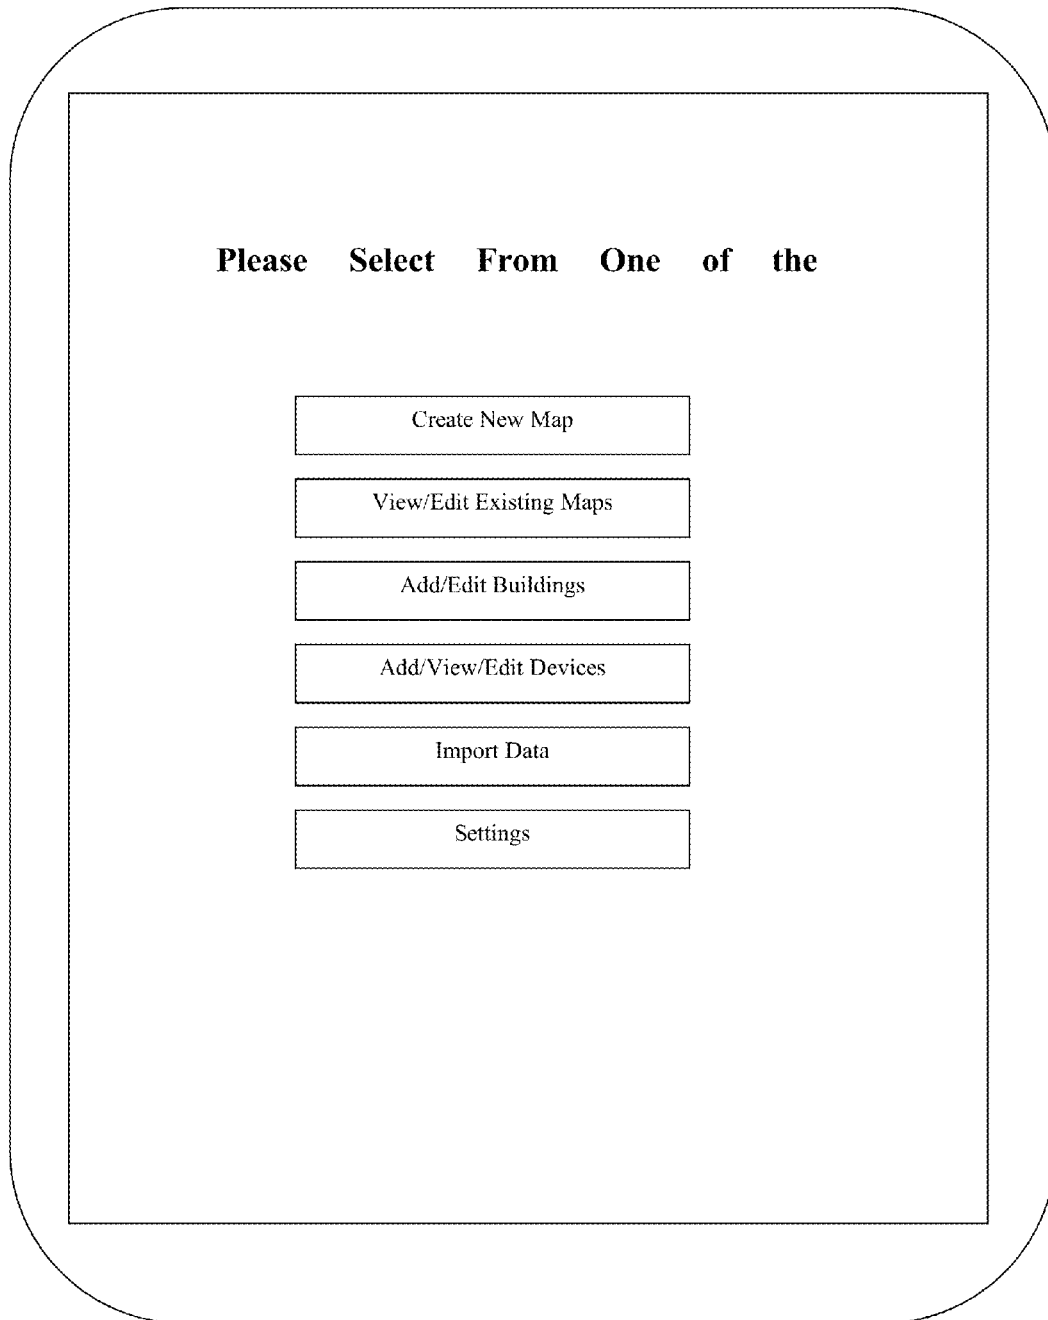 Please Select From One of the
Create New Map
View/Edit Existing Maps
Add/Edit Buildings
Add/View/Edit Devices
Import Data
Settings